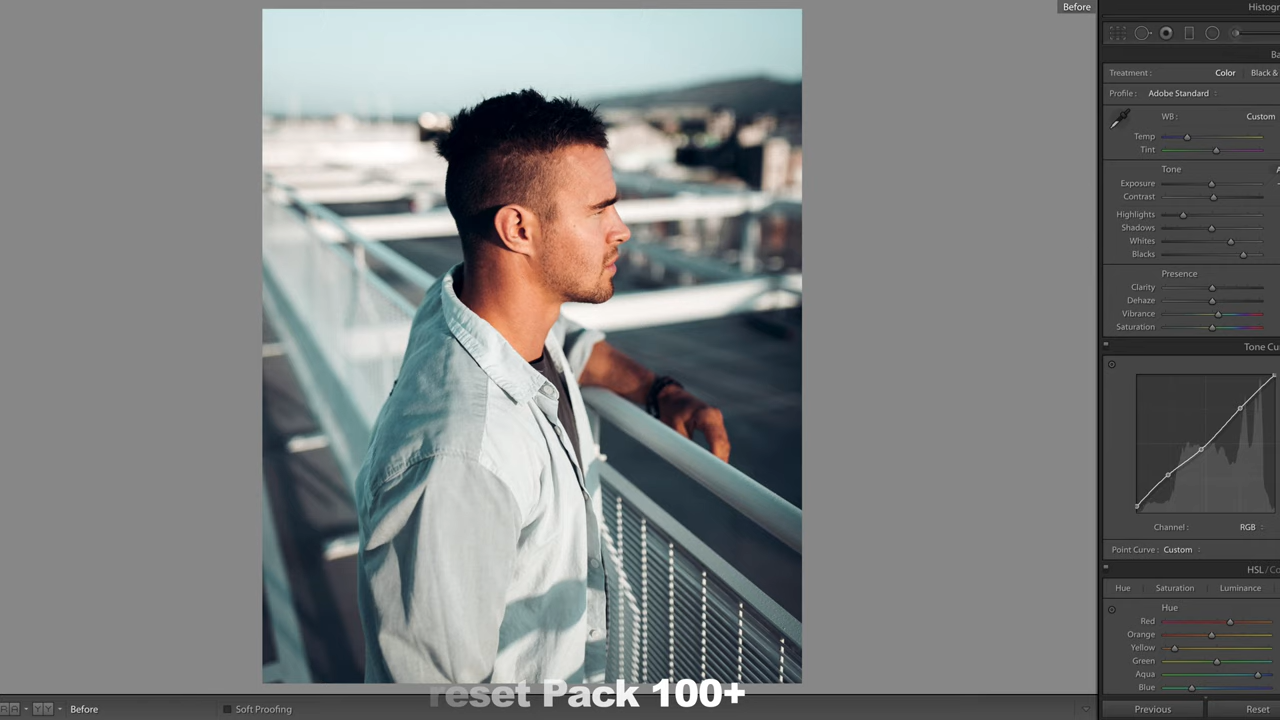 Before
Histogr
Ba
Treatment :
Color
Black &
Profile :
Adobe Standard
WB :
Custom
Temp
Tint
Tone
Exposure
Contrast
Highlights
Shadows
Whites
Blacks
Presence
Clarity
Dehaze
Vibrance
Saturation
Tone Cu
Channel :
RGB
Point Curve :
Custom
HSL / Co
Hue
Saturation
Luminance
Hue
Red
Orange
Yellow
Green
Aqua
Blue
reset Pack 100+
YY
Before
Soft Proofing
Previous
Reset